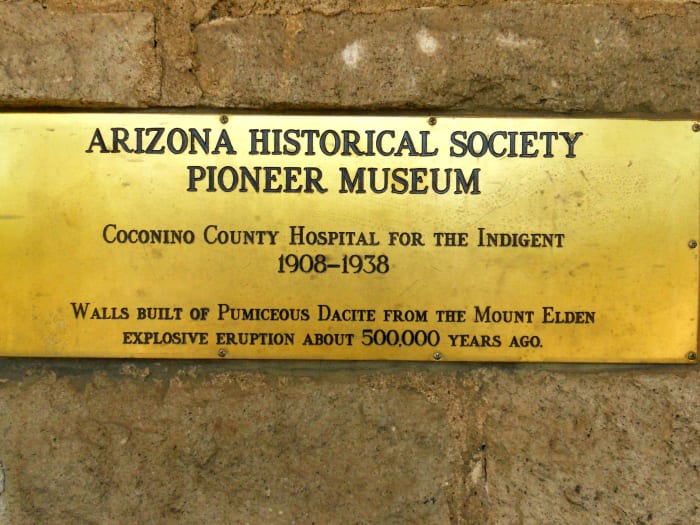 ARIZONA HISTORICAL SOCIETY
PIONEER MUSEUM
COCONINO COUNTY HOSPITAL FOR THE INDIGENT
1908–1938
WALLS BUILT OF PUMICEOUS DACITE FROM THE MOUNT ELDEN
EXPLOSIVE ERUPTION ABOUT 500,000 YEARS AGO.